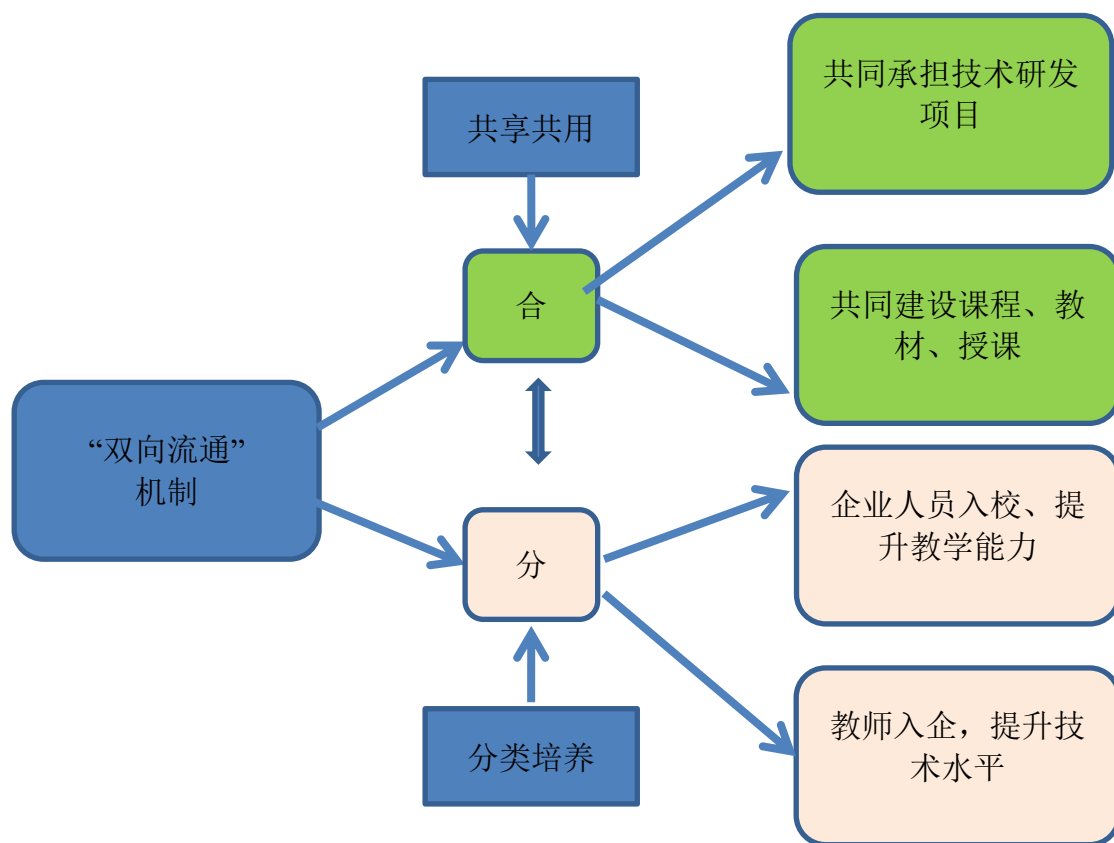 共同承担技术研发
项目
共享共用
合
共同建设课程、教
材、授课
“双向流通”
机制
企业人员入校、提
升教学能力
分
教师入企，提升技
术水平
分类培养